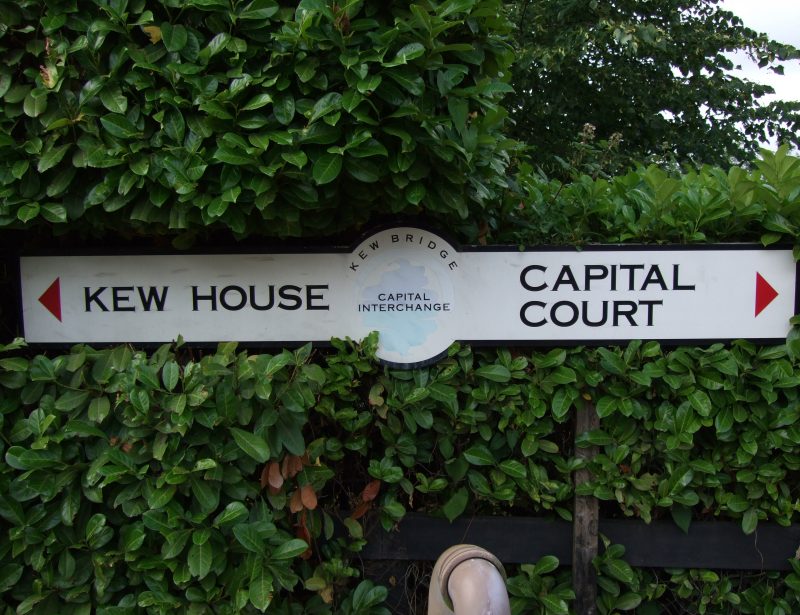 KEW HOUSE
KEW BRIDGE
CAPITAL
INTERCHANGE
CAPITAL
COURT